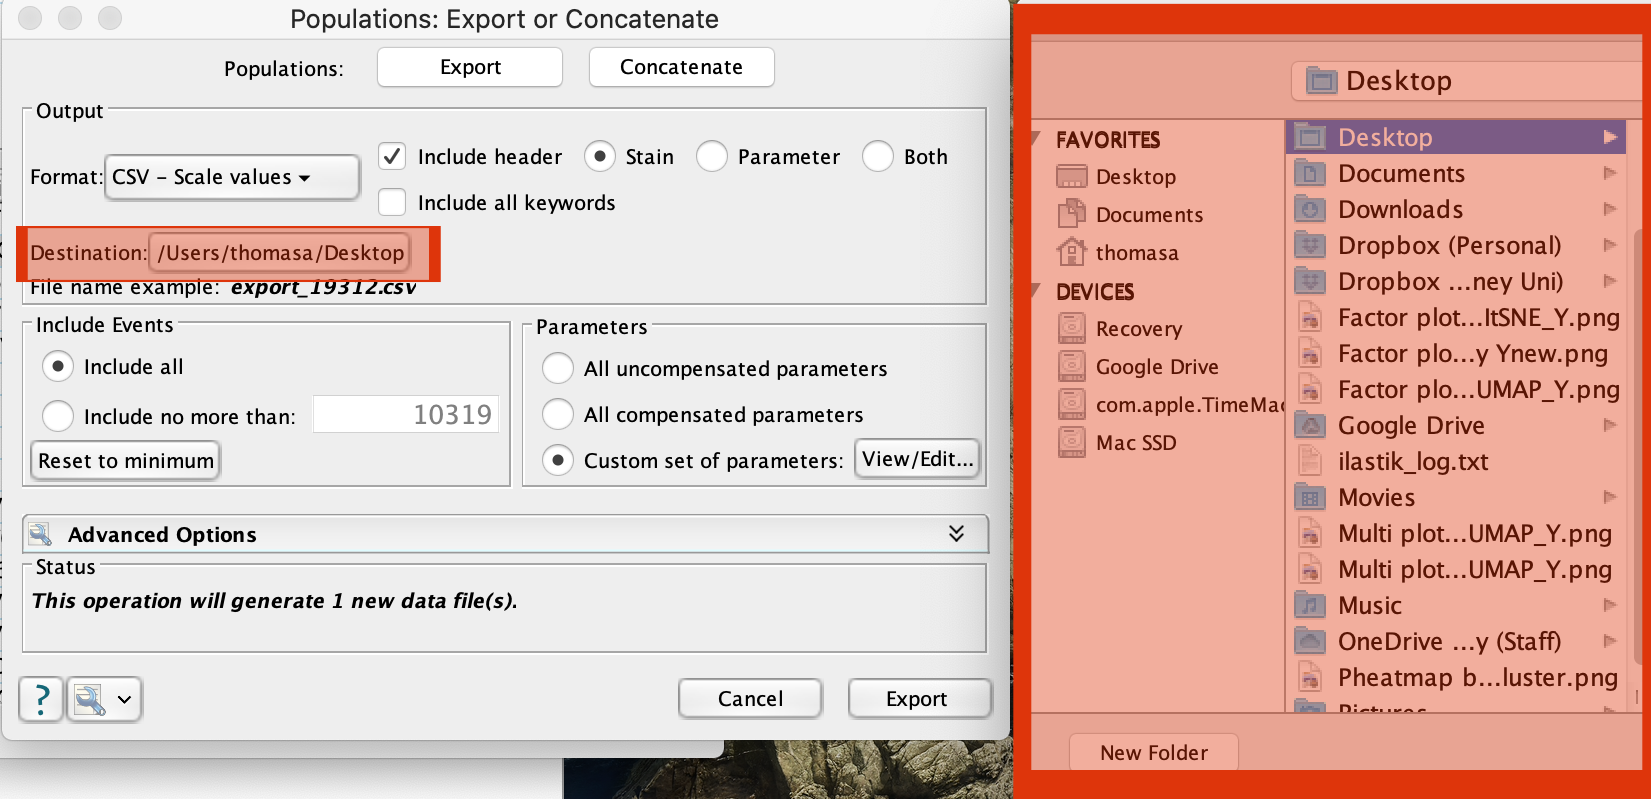 Populations: Export or Concatenate
Populations: Export Concatenate
Output
Format: CSV - Scale values Include header Stain Parameter Both
Include all keywords
Destination: /Users/thomasa/Desktop
File name example: export_19312.csv
Include Events
Include all
Include no more than: 10319
Reset to minimum
Parameters
All uncompensated parameters
All compensated parameters
Custom set of parameters: View/Edit...
Advanced Options
Status
This operation will generate 1 new data file(s).
? Cancel Export
Desktop
FAVORITES
Desktop
Documents
thomasa
DEVICES
Recovery
Google Drive
com.apple.TimeMac
Mac SSD
Desktop
Documents
Downloads
Dropbox (Personal)
Dropbox ...ney Uni)
Factor plot...ItSNE_Y.png
Factor plo...y Ynew.png
Factor plo...UMAP_Y.png
Google Drive
ilastik_log.txt
Movies
Multi plot...UMAP_Y.png
Multi plot...UMAP_Y.png
Music
OneDrive ...y (Staff)
Pheatmap b...luster.png
Pictures
New Folder